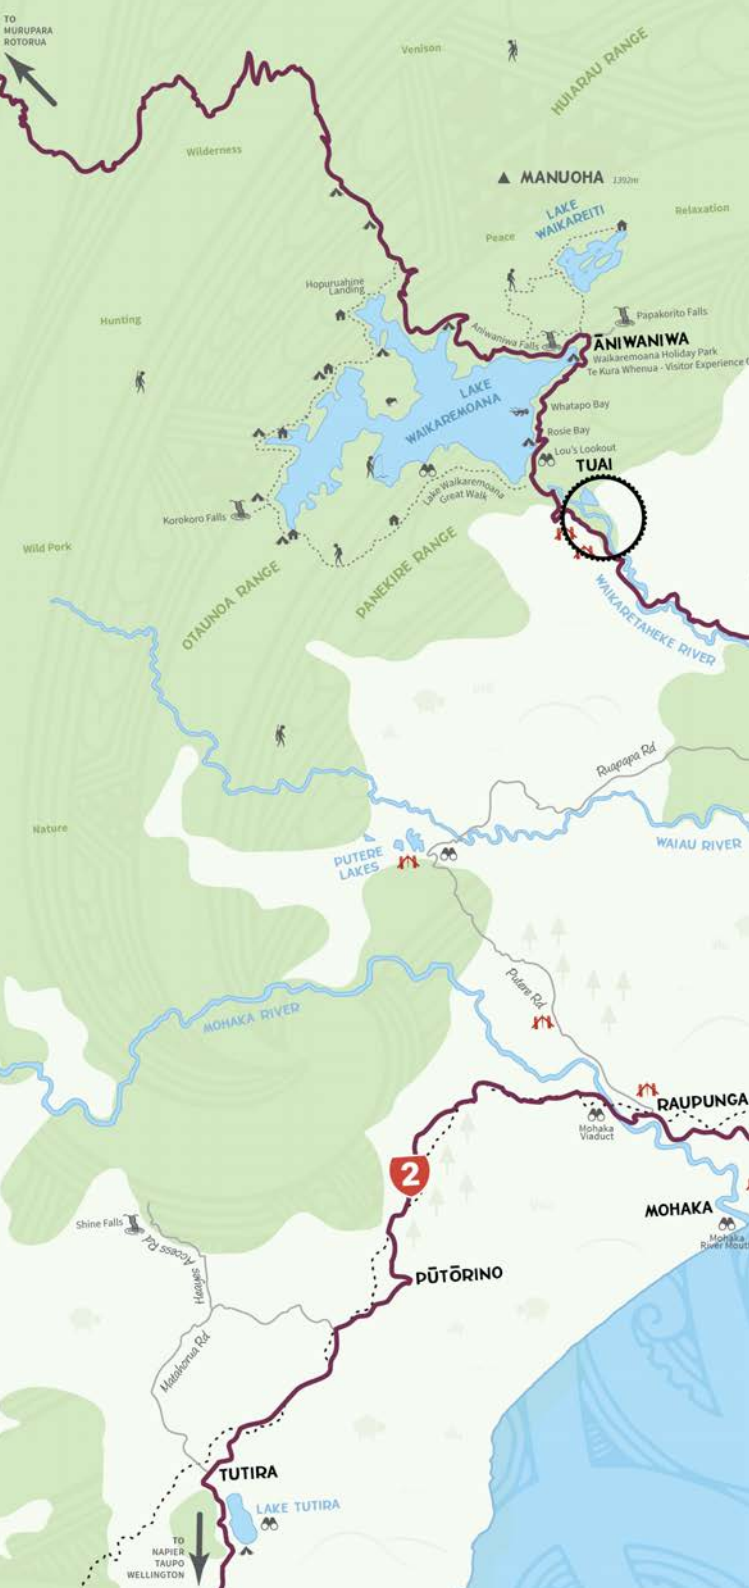 TO
MURUPARA
ROTORUA
Venison
HUIARAU RANGE
Wilderness
MANUOHA 1392m
LAKE
WAIKAREITI
Relaxation
Peace
Hopuruahine
Landing
Hunting
Papakorito Falls
Aniwaniwa Falls
ĀNIWANIWA
Waikaremoana Holiday Park
Te Kura Whenua - Visitor Experience
LAKE
WAIKAREMOANA
Whatapo Bay
Rosie Bay
Lou's Lookout
TUAI
Lake Waikaremoana
Great Walk
Korokoro Falls
Wild Pork
OTAUNOA RANGE
PANEKIRE RANGE
WAIKARETAHEKE RIVER
Ruapapa Rd
Nature
PUTERE
LAKES
WAIAU RIVER
Putere Rd
MOHAKA RIVER
RAUPUNGA
Mohaka
Viaduct
2
MOHAKA
Mohaka
River Mouth
Shine Falls
Heays Access Rd
PŪTŌRINO
Matahorua Rd
TUTIRA
LAKE TUTIRA
TO
NAPIER
TAUPO
WELLINGTON